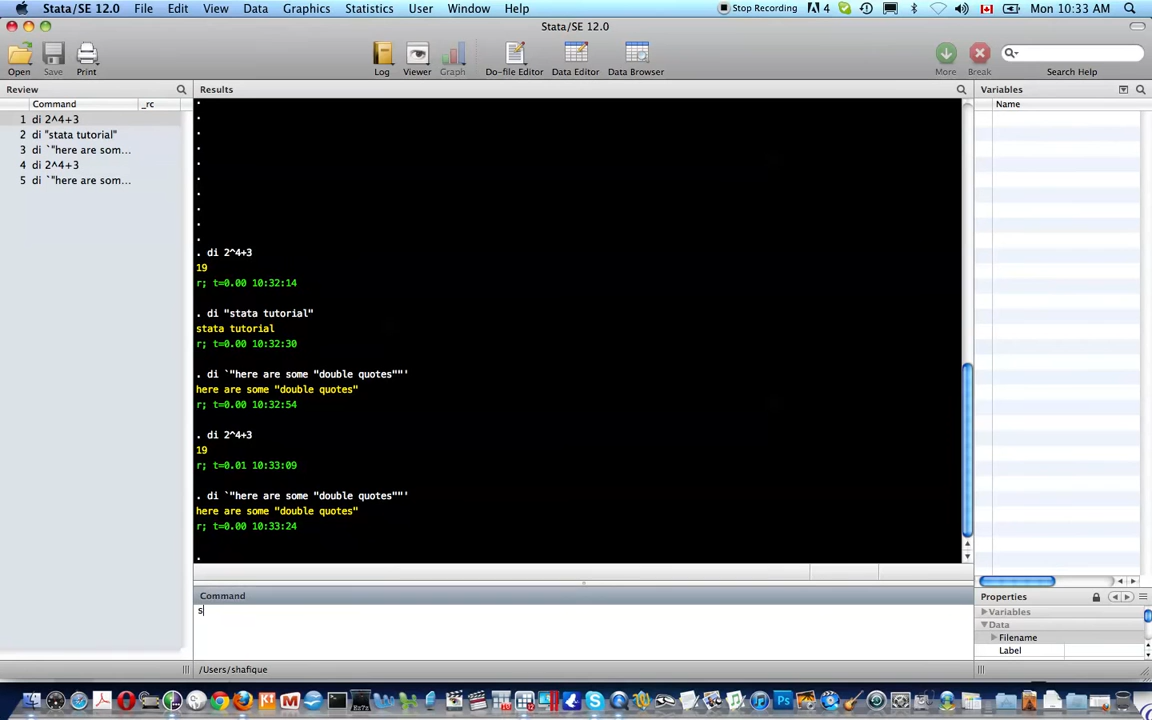 Stata/SE 12.0 File Edit View Data Graphics Statistics User Window Help Stop Recording 4 Mon 10:33 AM
Stata/SE 12.0
Open Save Print Log Viewer Graph Do-file Editor Data Editor Data Browser More Break Search Help
Review
Command _rc
1 di 2^4+3
2 di "stata tutorial"
3 di `"here are som...
4 di 2^4+3
5 di `"here are som...
Results
.
.
.
.
.
.
.
.
.
.
. di 2^4+3
19
r; t=0.00 10:32:14
. di "stata tutorial"
stata tutorial
r; t=0.00 10:32:30
. di `"here are some "double quotes""'
here are some "double quotes"
r; t=0.00 10:32:54
. di 2^4+3
19
r; t=0.01 10:33:09
. di `"here are some "double quotes""'
here are some "double quotes"
r; t=0.00 10:33:24
.
Command
s
/Users/shafique
Variables
Name
Properties
Variables
Data
Filename
Label